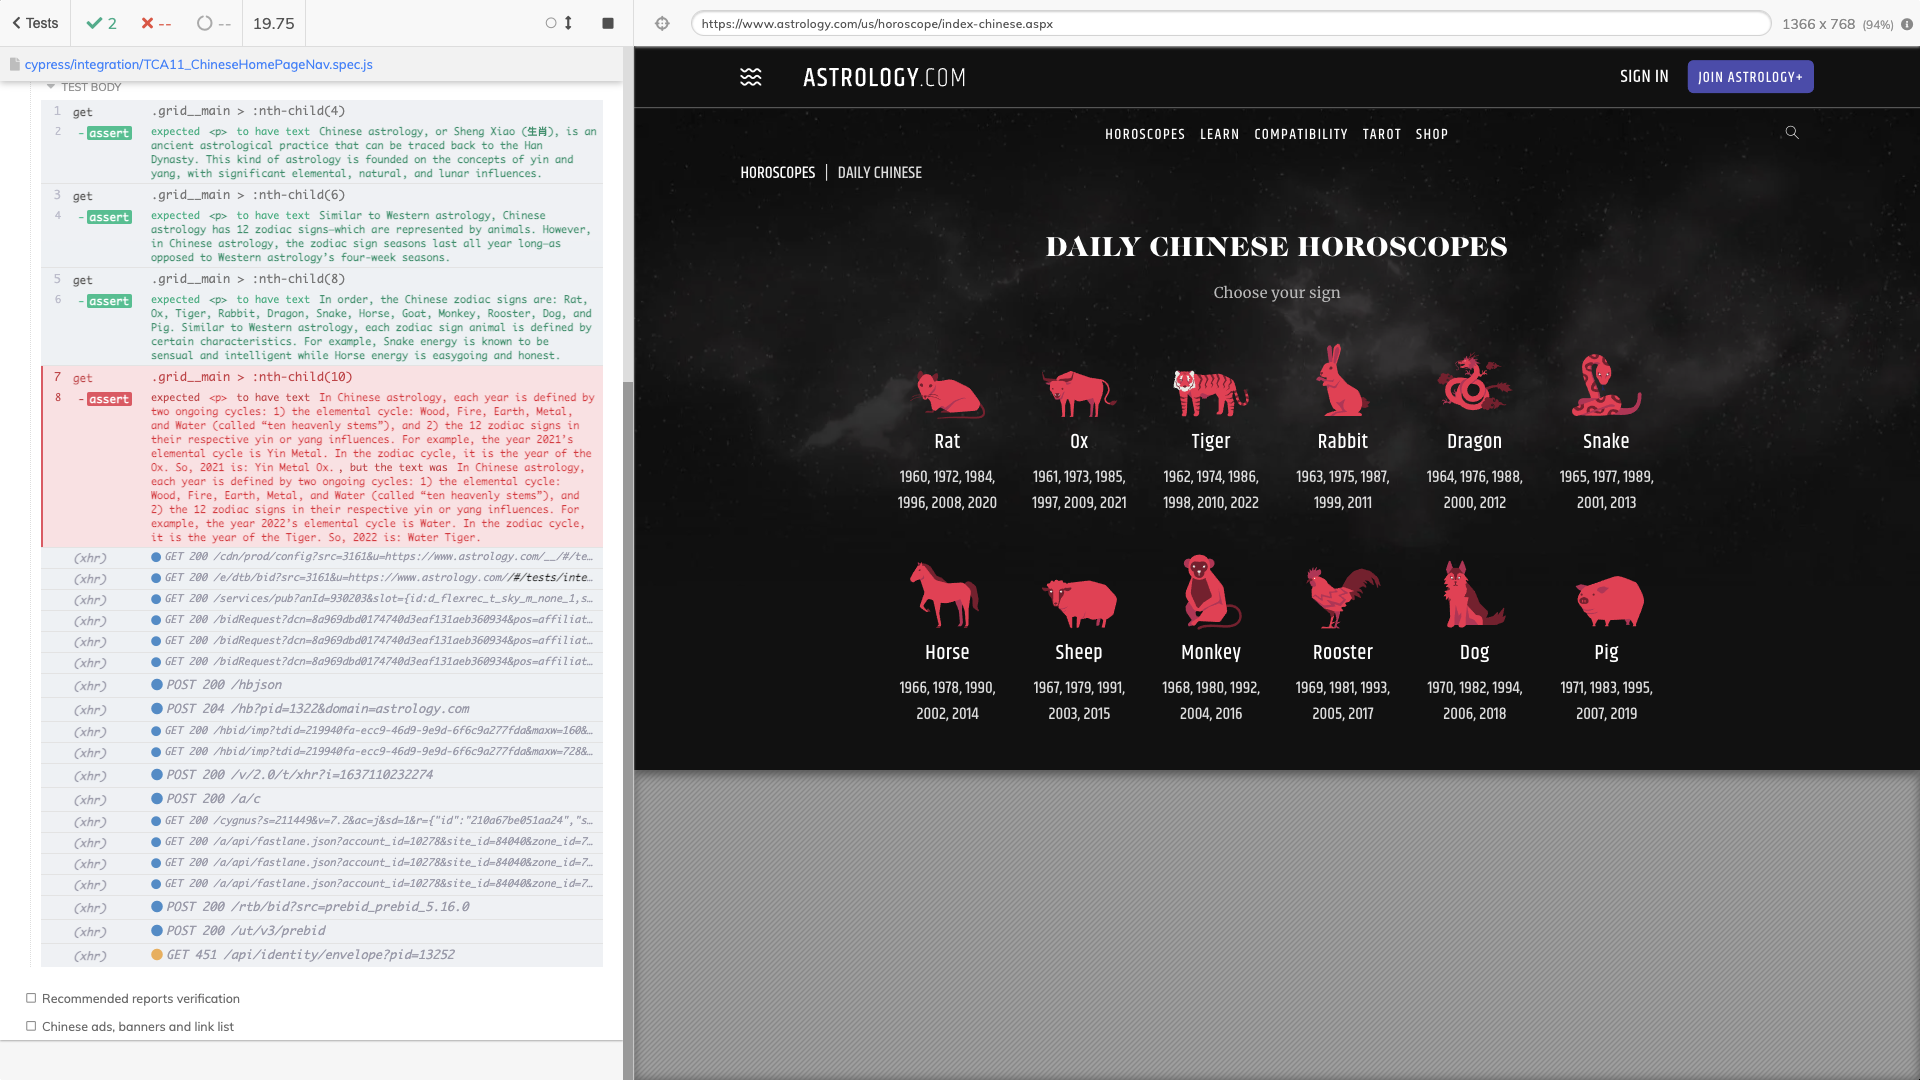 Tests
2
--
--
19.75
https://www.astrology.com/us/horoscope/index-chinese.aspx
1366 x 768 (94%)
cypress/integration/TCA11_ChineseHomePageNav.spec.js
TEST BODY
1 get .grid__main > :nth-child(4)
2 -assert expected <p> to have text Chinese astrology, or Sheng Xiao (生肖), is an
ancient astrological practice that can be traced back to the Han
Dynasty. This kind of astrology is founded on the concepts of yin and
yang, with significant elemental, natural, and lunar influences.
3 get .grid__main > :nth-child(6)
4 -assert expected <p> to have text Similar to Western astrology, Chinese
astrology has 12 zodiac signs—which are represented by animals. However,
in Chinese astrology, the zodiac sign seasons last all year long—as
opposed to Western astrology’s four-week seasons.
5 get .grid__main > :nth-child(8)
6 -assert expected <p> to have text In order, the Chinese zodiac signs are: Rat,
Ox, Tiger, Rabbit, Dragon, Snake, Horse, Goat, Monkey, Rooster, Dog, and
Pig. Similar to Western astrology, each zodiac sign animal is defined by
certain characteristics. For example, Snake energy is known to be
sensual and intelligent while Horse energy is easygoing and honest.
7 get .grid__main > :nth-child(10)
8 -assert expected <p> to have text In Chinese astrology, each year is defined by
two ongoing cycles: 1) the elemental cycle: Wood, Fire, Earth, Metal,
and Water (called “ten heavenly stems”), and 2) the 12 zodiac signs in
their respective yin or yang influences. For example, the year 2021’s
elemental cycle is Yin Metal. In the zodiac cycle, it is the year of the
Ox. So, 2021 is: Yin Metal Ox. , but the text was In Chinese astrology,
each year is defined by two ongoing cycles: 1) the elemental cycle:
Wood, Fire, Earth, Metal, and Water (called “ten heavenly stems”), and
2) the 12 zodiac signs in their respective yin or yang influences. For
example, the year 2022’s elemental cycle is Water. In the zodiac cycle,
it is the year of the Tiger. So, 2022 is: Water Tiger.
(xhr) GET 200 /cdn/prod/config?src=3161&u=https://www.astrology.com/__/#/te…
(xhr) GET 200 /e/dtb/bid?src=3161&u=https://www.astrology.com//#/tests/inte…
(xhr) GET 200 /services/pub?anId=930203&slot={id:d_flexrec_t_sky_m_none_1,s…
(xhr) GET 200 /bidRequest?dcn=8a969dbd0174740d3eaf131aeb360934&pos=affiliat…
(xhr) GET 200 /bidRequest?dcn=8a969dbd0174740d3eaf131aeb360934&pos=affiliat…
(xhr) GET 200 /bidRequest?dcn=8a969dbd0174740d3eaf131aeb360934&pos=affiliat…
(xhr) POST 200 /hbjson
(xhr) POST 204 /hb?pid=1322&domain=astrology.com
(xhr) GET 200 /hbid/imp?tdid=219940fa-ecc9-46d9-9e9d-6f6c9a277fda&maxw=160&…
(xhr) GET 200 /hbid/imp?tdid=219940fa-ecc9-46d9-9e9d-6f6c9a277fda&maxw=728&…
(xhr) POST 200 /v/2.0/t/xhr?i=1637110232274
(xhr) POST 200 /a/c
(xhr) GET 200 /cygnus?s=211449&v=7.2&ac=j&sd=1&r={"id":"210a67be051aa24","s…
(xhr) GET 200 /a/api/fastlane.json?account_id=10278&site_id=84040&zone_id=7…
(xhr) GET 200 /a/api/fastlane.json?account_id=10278&site_id=84040&zone_id=7…
(xhr) GET 200 /a/api/fastlane.json?account_id=10278&site_id=84040&zone_id=7…
(xhr) POST 200 /rtb/bid?src=prebid_prebid_5.16.0
(xhr) POST 200 /ut/v3/prebid
(xhr) GET 451 /api/identity/envelope?pid=13252
Recommended reports verification
Chinese ads, banners and link list
ASTROLOGY.COM
SIGN IN
JOIN ASTROLOGY+
HOROSCOPES LEARN COMPATIBILITY TAROT SHOP
HOROSCOPES | DAILY CHINESE
DAILY CHINESE HOROSCOPES
Choose your sign
Rat
1960, 1972, 1984,
1996, 2008, 2020
Ox
1961, 1973, 1985,
1997, 2009, 2021
Tiger
1962, 1974, 1986,
1998, 2010, 2022
Rabbit
1963, 1975, 1987,
1999, 2011
Dragon
1964, 1976, 1988,
2000, 2012
Snake
1965, 1977, 1989,
2001, 2013
Horse
1966, 1978, 1990,
2002, 2014
Sheep
1967, 1979, 1991,
2003, 2015
Monkey
1968, 1980, 1992,
2004, 2016
Rooster
1969, 1981, 1993,
2005, 2017
Dog
1970, 1982, 1994,
2006, 2018
Pig
1971, 1983, 1995,
2007, 2019